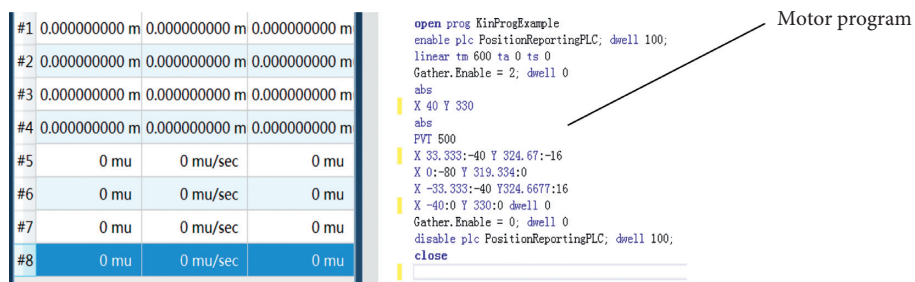 #1 0.000000000 m 0.000000000 m 0.000000000 m
#2 0.000000000 m 0.000000000 m 0.000000000 m
#3 0.000000000 m 0.000000000 m 0.000000000 m
#4 0.000000000 m 0.000000000 m 0.000000000 m
#5 0 mu 0 mu/sec 0 mu
#6 0 mu 0 mu/sec 0 mu
#7 0 mu 0 mu/sec 0 mu
#8 0 mu 0 mu/sec 0 mu
open prog KinProgExample
enable plc PositionReportingPLC; dwell 100;
linear tm 600 ta 0 ts 0
Gather.Enable = 2; dwell 0
abs
X 40 Y 330
abs
PVT 500
X 33.333:-40 Y 324.67:-16
X 0:-80 Y 319.334:0
X -33.333:-40 Y324.6677:16
X -40:0 Y 330:0 dwell 0
Gather.Enable = 0; dwell 0
disable plc PositionReportingPLC; dwell 100;
close
Motor program